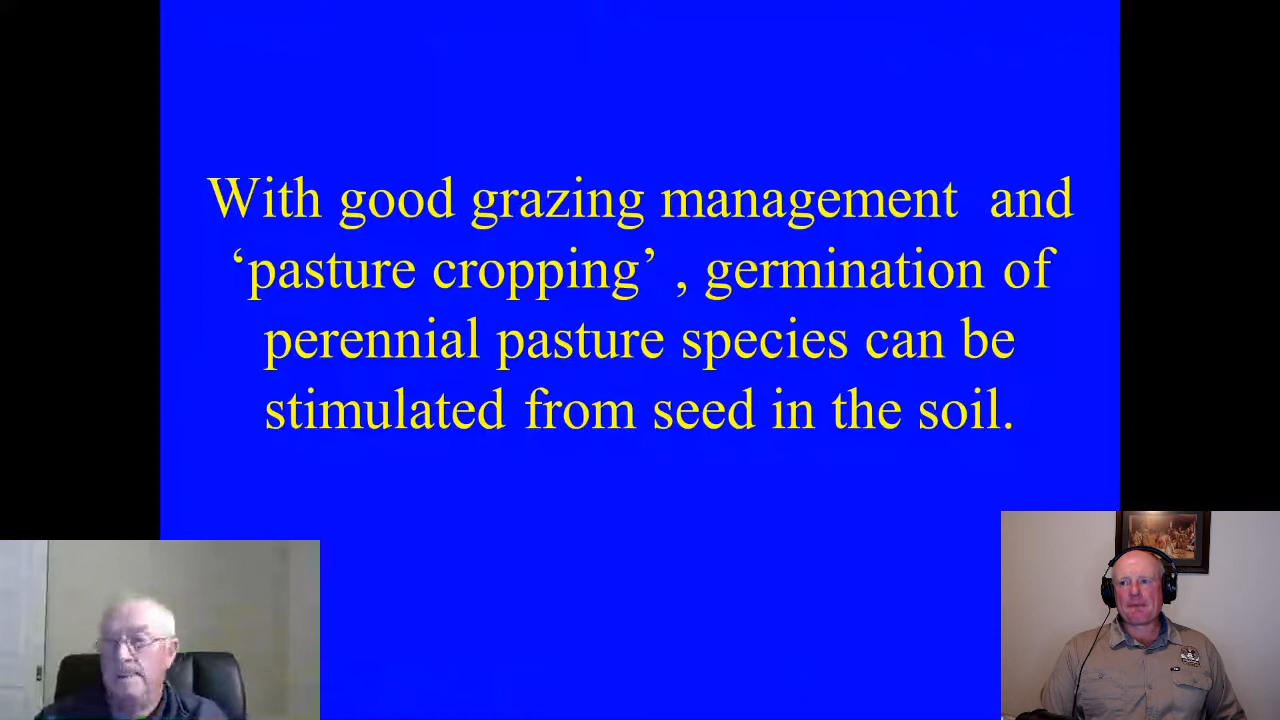 With good grazing management  and
‘pasture cropping’ , germination of
perennial pasture species can be
stimulated from seed in the soil.